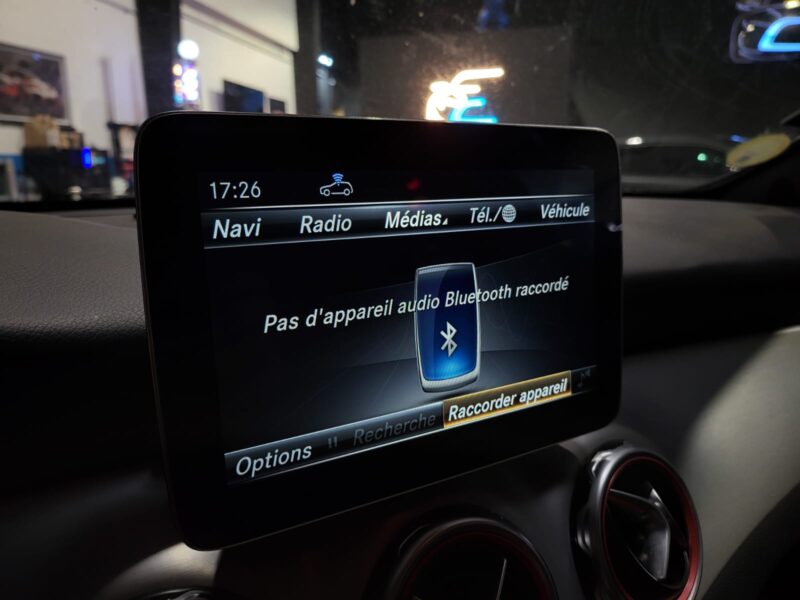 17:26
Navi Radio Médias Tél./ Véhicule
Pas d'appareil audio Bluetooth raccordé
Options Recherche Raccorder appareil